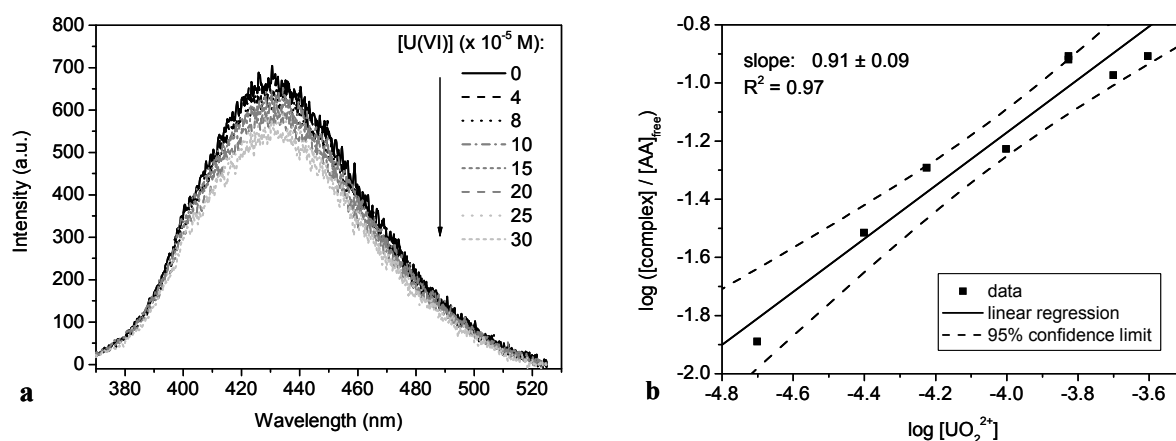 800
700
600
500
400
300
200
100
0
Intensity (a.u.)
[U(VI)] (x 10⁻⁵ M):
0
4
8
10
15
20
25
30
380 400 420 440 460 480 500 520
Wavelength (nm)
a
-0.8
-1.0
-1.2
-1.4
-1.6
-1.8
-2.0
log ([complex] / [AA]free)
slope: 0.91 ± 0.09
R² = 0.97
data
linear regression
95% confidence limit
-4.8 -4.6 -4.4 -4.2 -4.0 -3.8 -3.6
log [UO₂²⁺]
b